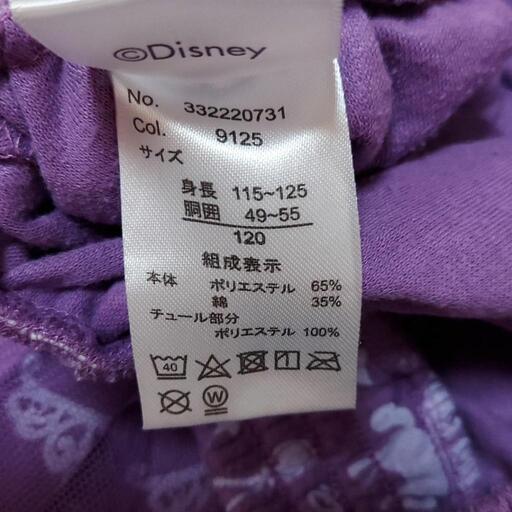 ©Disney
No. 332220731
Col. 9125
サイズ
身長 115~125
胴囲 49~55
120
組成表示
本体 ポリエステル 65%
綿 35%
チュール部分
ポリエステル 100%
40
W